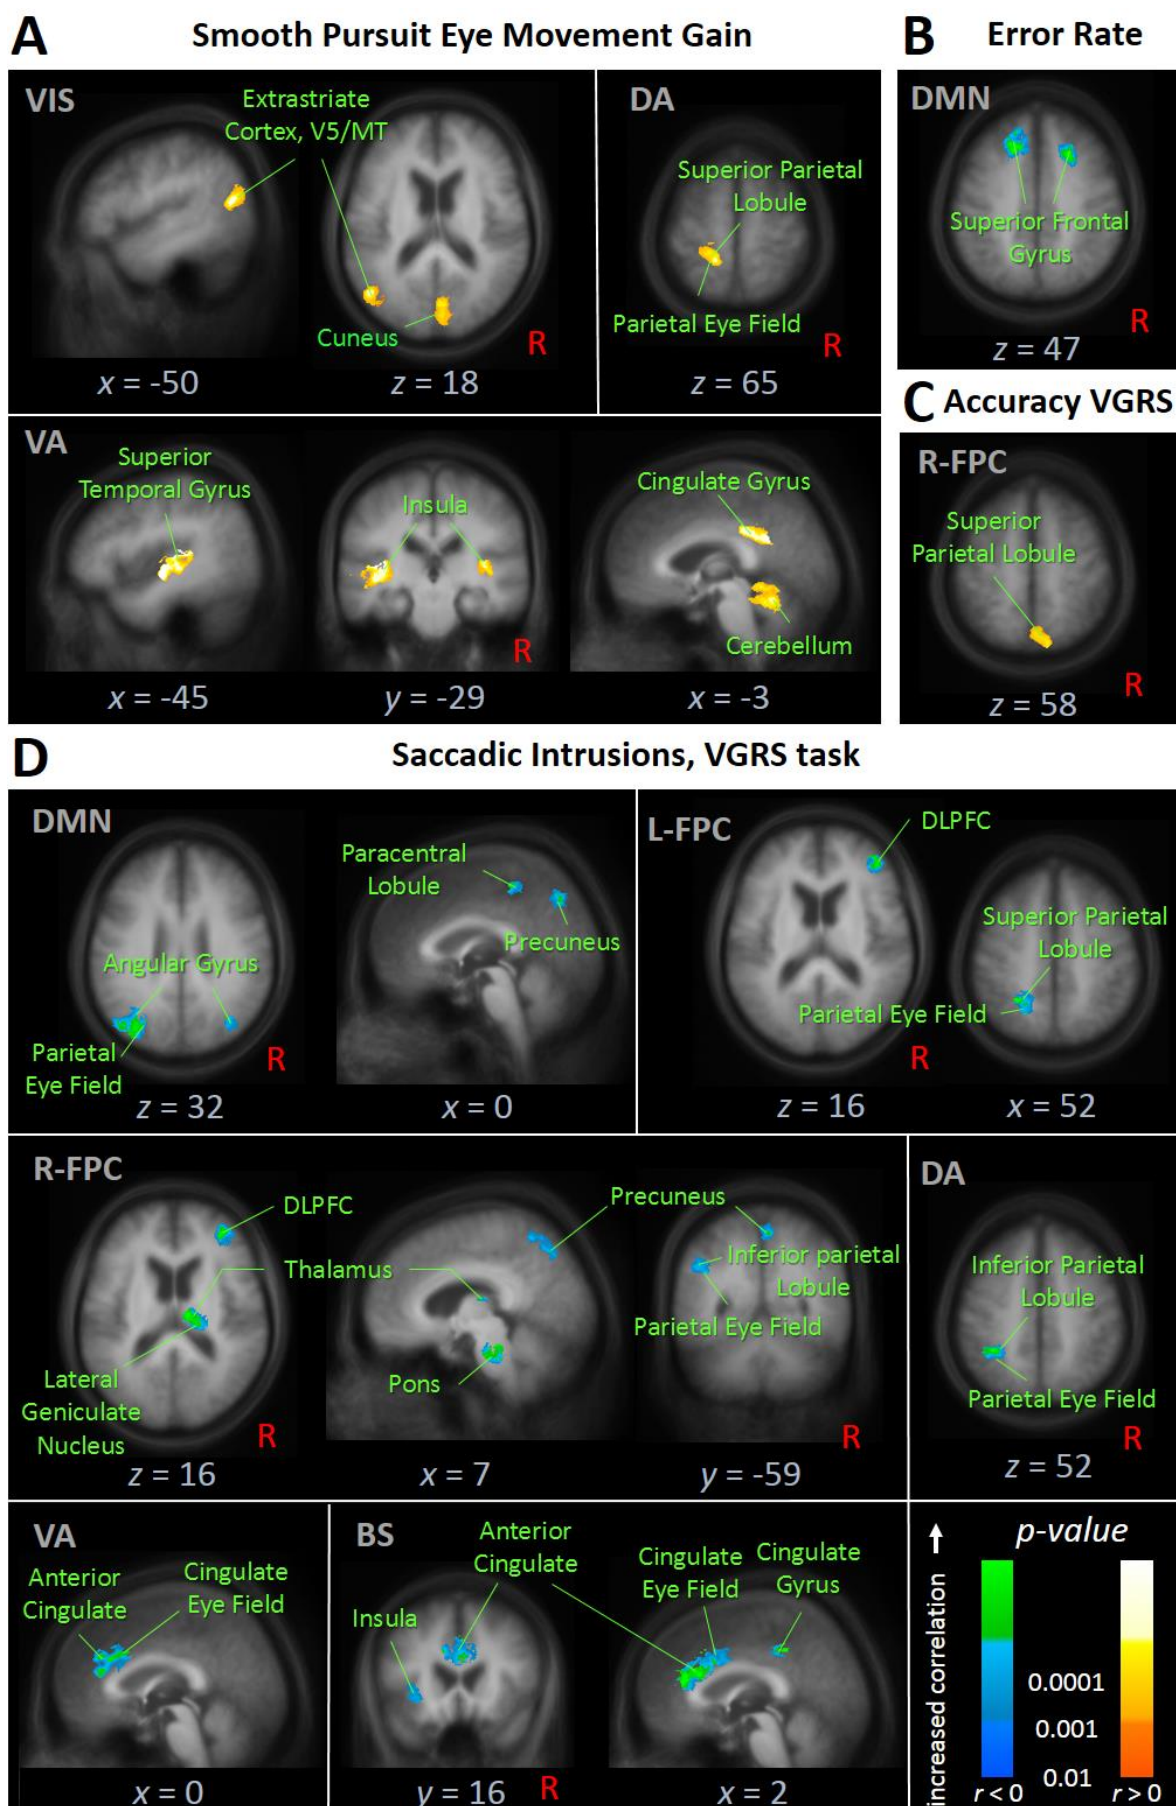 A Smooth Pursuit Eye Movement Gain
VIS
Extrastriate
Cortex, V5/MT
Cuneus
R
x = -50
z = 18
DA
Superior Parietal
Lobule
Parietal Eye Field
R
z = 65
VA
Superior
Temporal Gyrus
Insula
R
Cingulate Gyrus
Cerebellum
x = -45
y = -29
x = -3
B Error Rate
DMN
Superior Frontal
Gyrus
R
z = 47
C Accuracy VGRS
R-FPC
Superior
Parietal Lobule
R
z = 58
D Saccadic Intrusions, VGRS task
DMN
Angular Gyrus
Parietal
Eye Field
R
z = 32
Paracentral
Lobule
Precuneus
x = 0
L-FPC
DLPFC
Superior Parietal
Lobule
Parietal Eye Field
R
z = 16
x = 52
R-FPC
DLPFC
Thalamus
Lateral
Geniculate
Nucleus
R
z = 16
Pons
x = 7
Precuneus
Inferior parietal
Lobule
Parietal Eye Field
R
y = -59
DA
Inferior Parietal
Lobule
Parietal Eye Field
R
z = 52
VA
Anterior
Cingulate
Cingulate
Eye Field
x = 0
BS
Insula
Anterior
Cingulate
R
y = 16
Cingulate
Eye Field
Cingulate
Gyrus
x = 2
p-value
increased correlation
0.0001
0.001
0.01
r < 0
r > 0